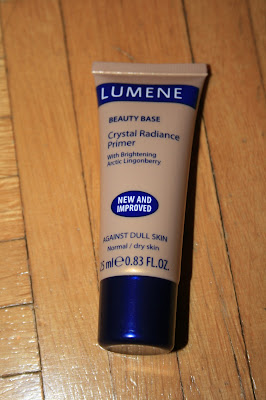 LUMENE
BEAUTY BASE
Crystal Radiance
Primer
With Brightening
Arctic Lingonberry
NEW AND
IMPROVED
AGAINST DULL SKIN
Normal / dry skin
25 ml ℮ 0.83 FL.OZ.